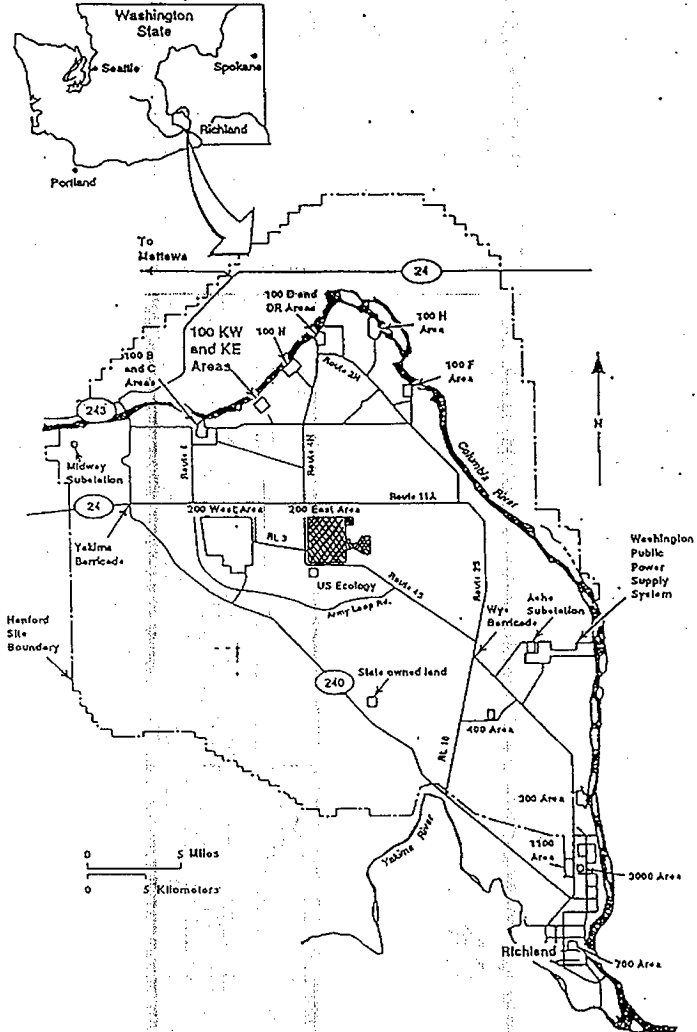 Washington
State
Seattle
Spokane
Richland
Portland
To
Mattawa
24
100 D and
DR Areas
100 H
Area
100 KW
and KE
Areas
100 N
100 B
and C
Areas
Route 2N
100 F
Area
243
N
Midway
Substation
Route 6
Route 4N
Columbia River
Route 11A
24
200 West Area
200 East Area
Yakima
Barricade
RL 3
US Ecology
Route 4S
Army Loop Rd.
Route 2S
Wye
Barricade
Ashe
Substation
Washington
Public
Power
Supply
System
Hanford
Site
Boundary
240
State owned land
400 Area
RL 10
300 Area
0 5 Miles
0 5 Kilometers
Yakima River
1100
Area
3000 Area
Richland
700 Area